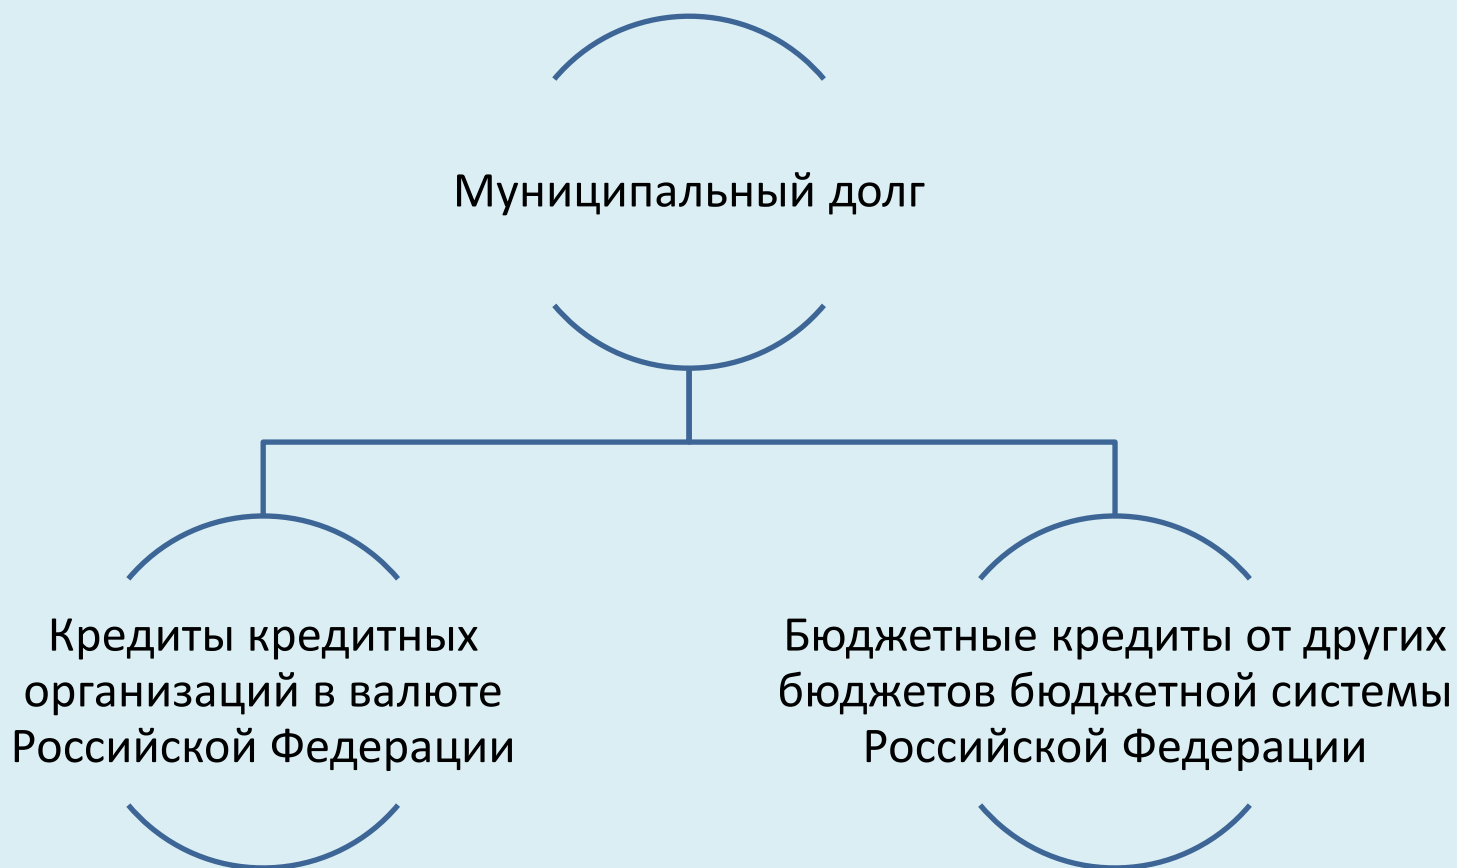 Муниципальный долг
Кредиты кредитных
организаций в валюте
Российской Федерации
Бюджетные кредиты от других
бюджетов бюджетной системы
Российской Федерации